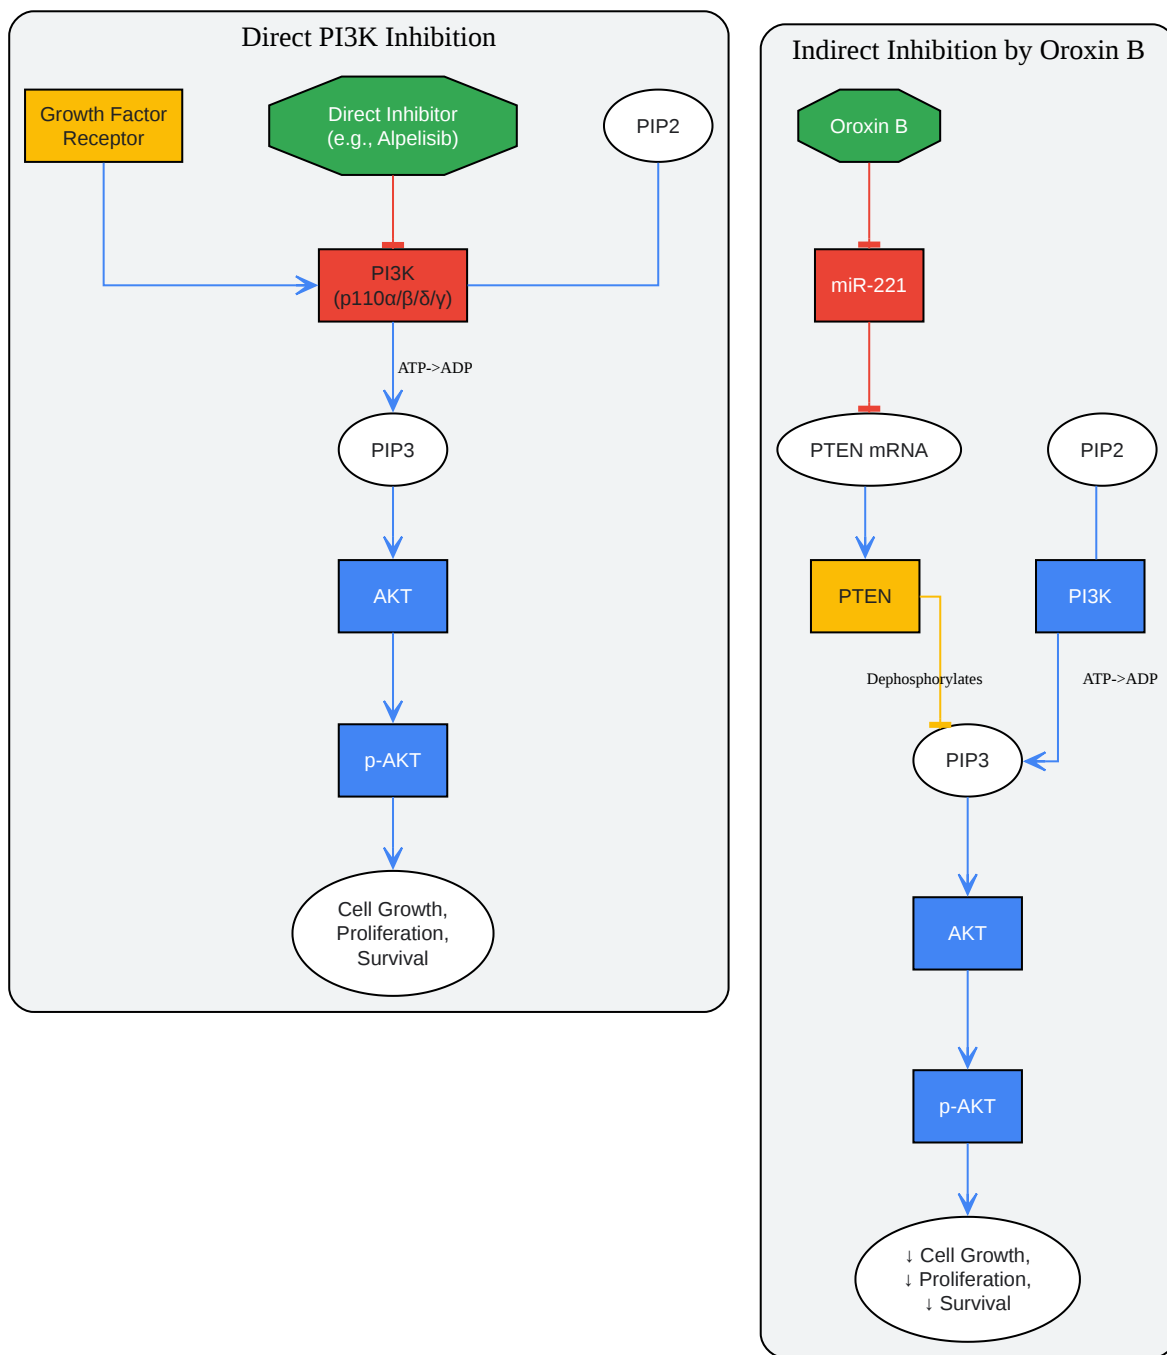 Direct PI3K Inhibition
Growth Factor
Receptor
Direct Inhibitor
(e.g., Alpelisib)
PIP2
PI3K
(p110α/β/δ/γ)
ATP->ADP
PIP3
AKT
p-AKT
Cell Growth,
Proliferation,
Survival
Indirect Inhibition by Oroxin B
Oroxin B
miR-221
PTEN mRNA
PIP2
PTEN
PI3K
Dephosphorylates
ATP->ADP
PIP3
AKT
p-AKT
↓ Cell Growth,
↓ Proliferation,
↓ Survival